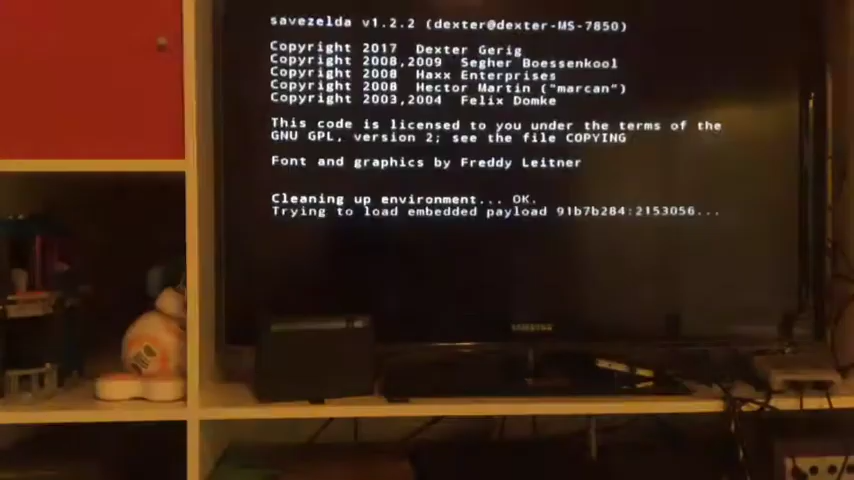 savezelda v1.2.2 (dexter@dexter-MS-7850)
Copyright 2017 Dexter Gerig
Copyright 2008,2009 Segher Boessenkool
Copyright 2008 Haxx Enterprises
Copyright 2008 Hector Martin ("marcan")
Copyright 2003,2004 Felix Domke
This code is licensed to you under the terms of the
GNU GPL, version 2; see the file COPYING
Font and graphics by Freddy Leitner
Cleaning up environment... OK.
Trying to load embedded payload 91b7b284:2153056...
SAMSUNG